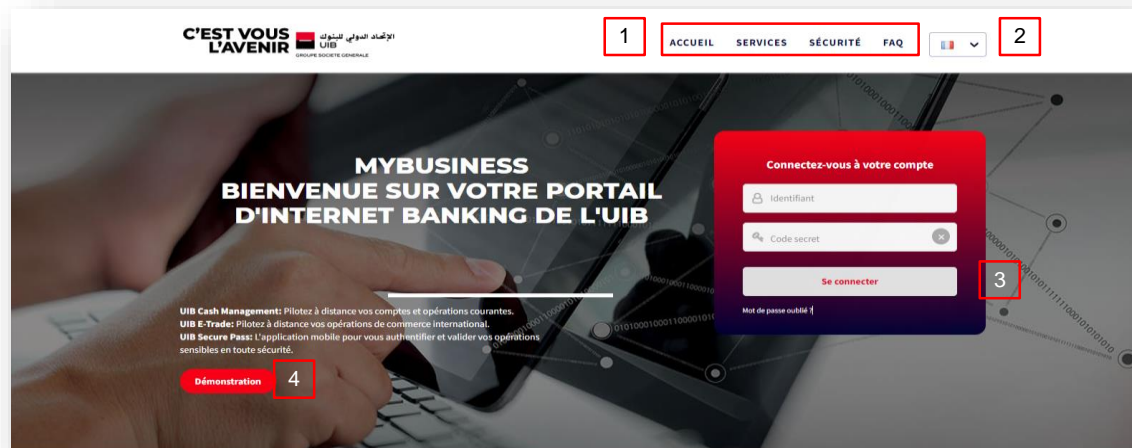 C'EST VOUS
L'AVENIR
الإتحاد الدولي للبنوك
UIB
GROUPE SOCIETE GENERALE
1
ACCUEIL SERVICES SÉCURITÉ FAQ
2
MYBUSINESS
BIENVENUE SUR VOTRE PORTAIL
D'INTERNET BANKING DE L'UIB
UIB Cash Management: Pilotez à distance vos comptes et opérations courantes.
UIB E-Trade: Pilotez à distance vos opérations de commerce international.
UIB Secure Pass: L'application mobile pour vous authentifier et valider vos opérations
sensibles en toute sécurité.
Démonstration
4
Connectez-vous à votre compte
Identifiant
Code secret
Se connecter
3
Mot de passe oublié ?